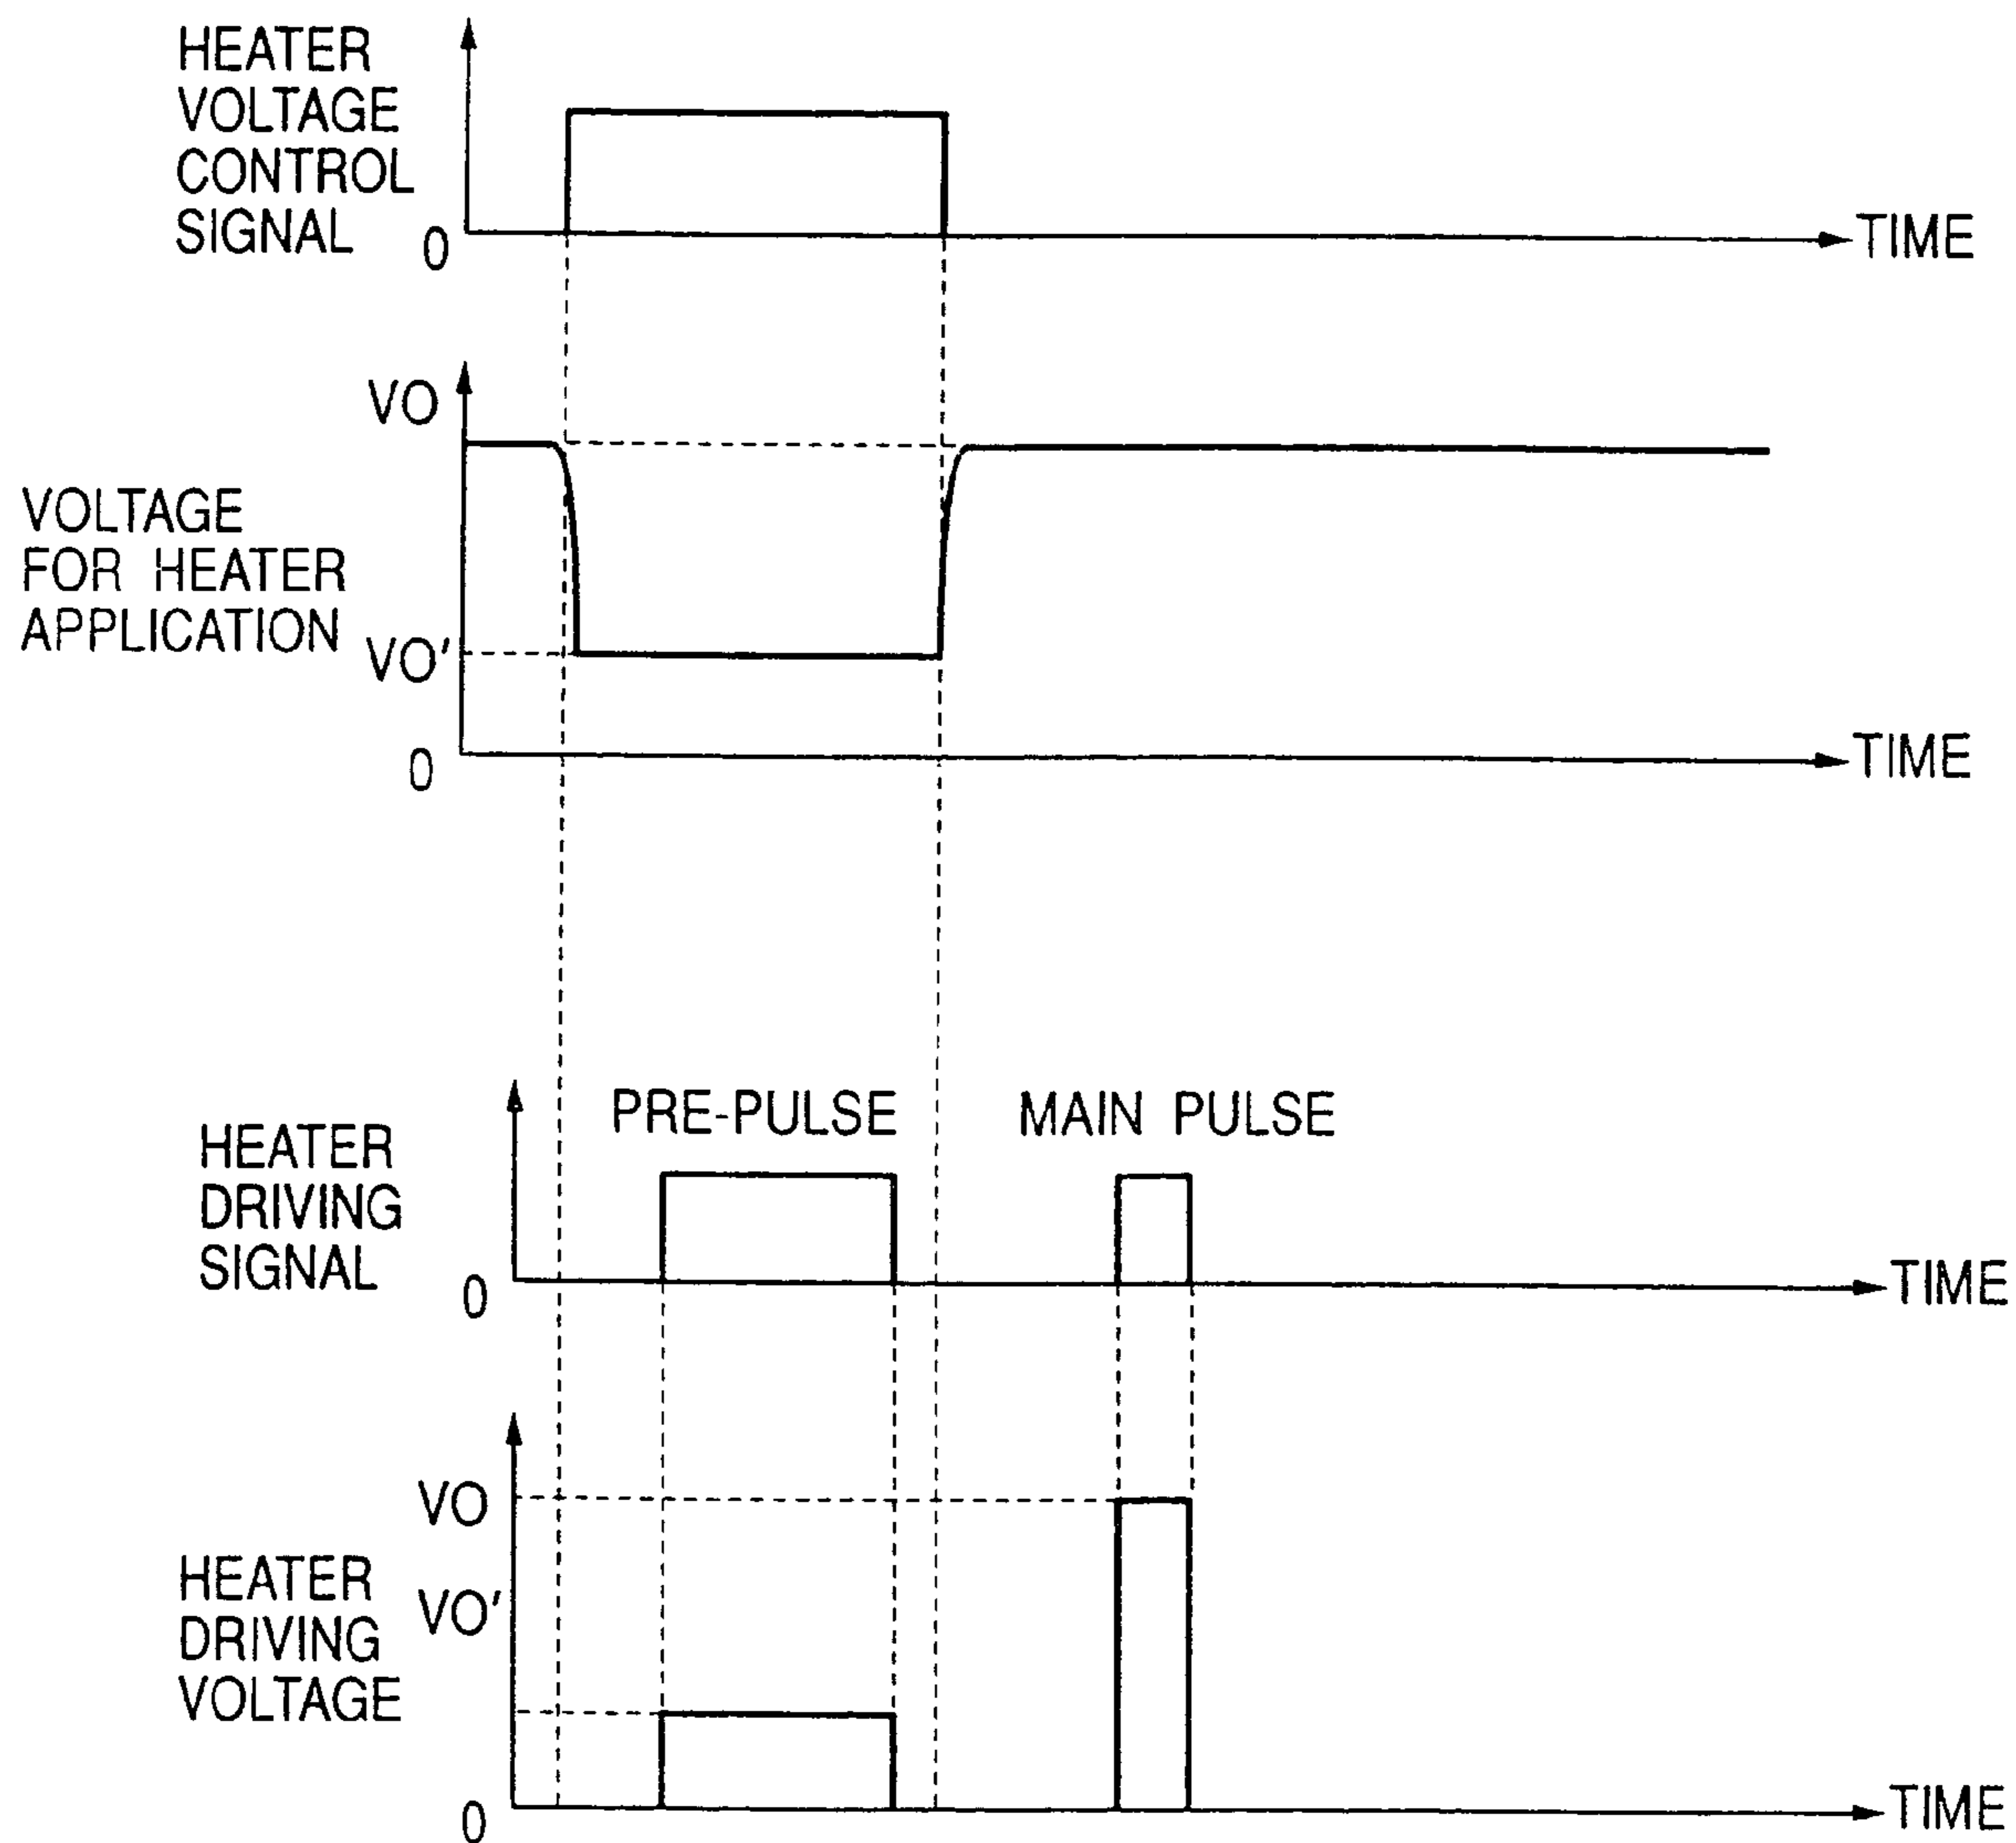 HEATER
VOLTAGE
CONTROL
SIGNAL
0
TIME
VO
VOLTAGE
FOR HEATER
APPLICATION
VO'
0
TIME
PRE-PULSE
MAIN PULSE
HEATER
DRIVING
SIGNAL
0
TIME
VO
HEATER
DRIVING
VOLTAGE
VO'
0
TIME